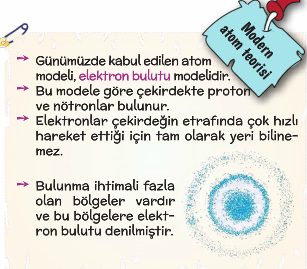 Modern
atom teorisi
Günümüzde kabul edilen atom
modeli, elektron bulutu modelidir.
Bu modele göre çekirdekte proton
ve nötronlar bulunur.
Elektronlar çekirdeğin etrafında çok hızlı
hareket ettiği için tam olarak yeri biline-
mez.
Bulunma ihtimali fazla
olan bölgeler vardır
ve bu bölgelere elekt-
ron bulutu denilmiştir.